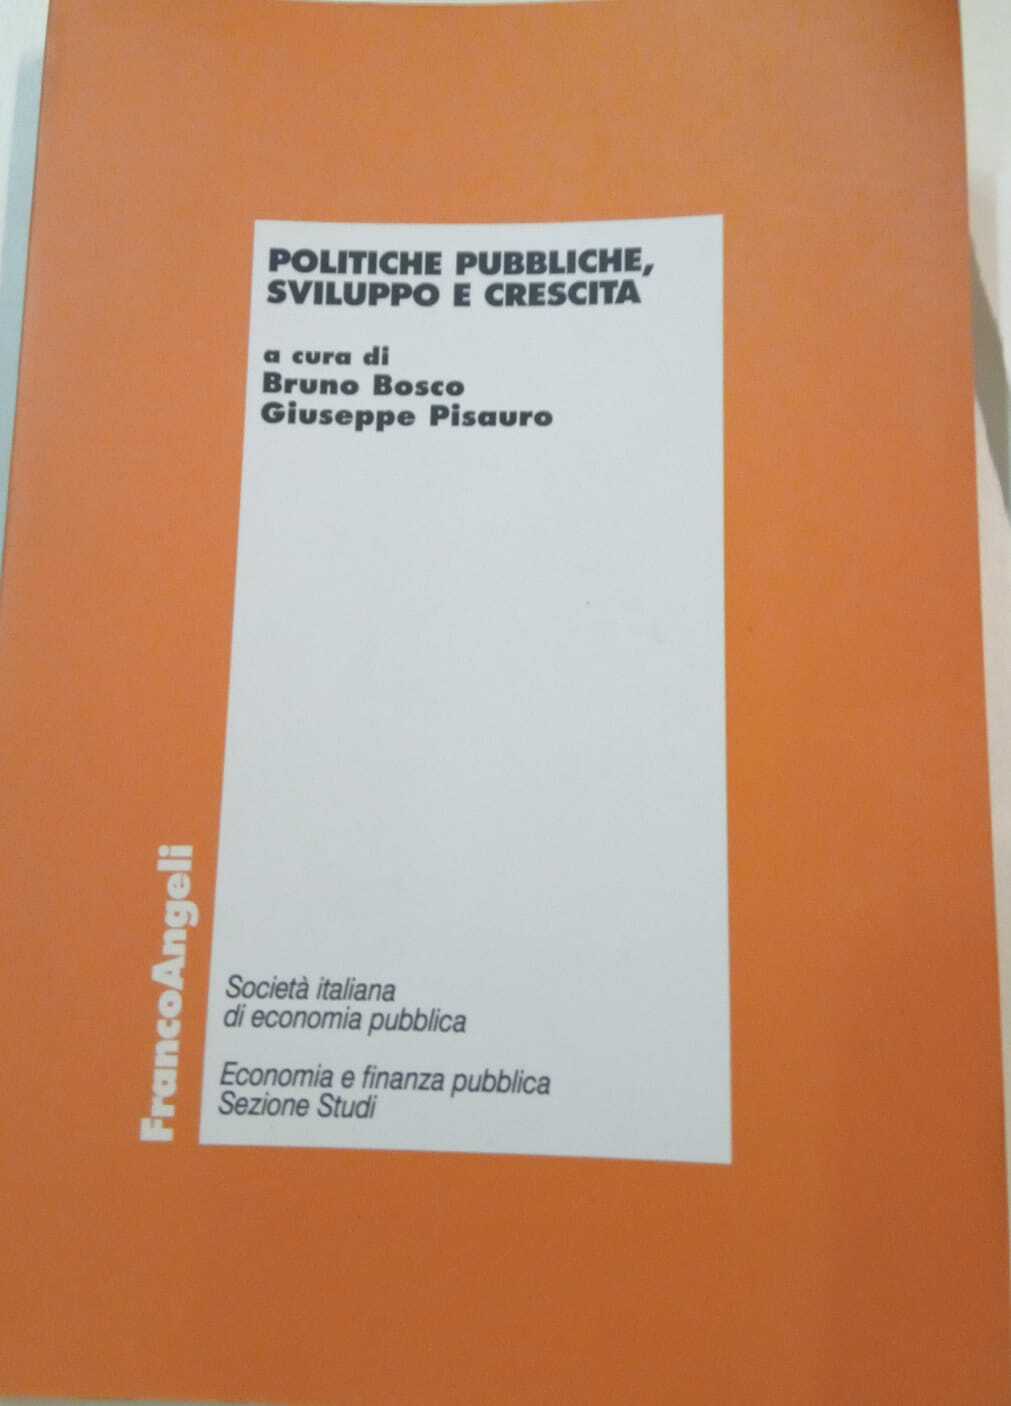 POLITICHE PUBBLICHE,
SVILUPPO E CRESCITA
a cura di
Bruno Bosco
Giuseppe Pisauro
Società italiana
di economia pubblica
Economia e finanza pubblica
Sezione Studi
FrancoAngeli